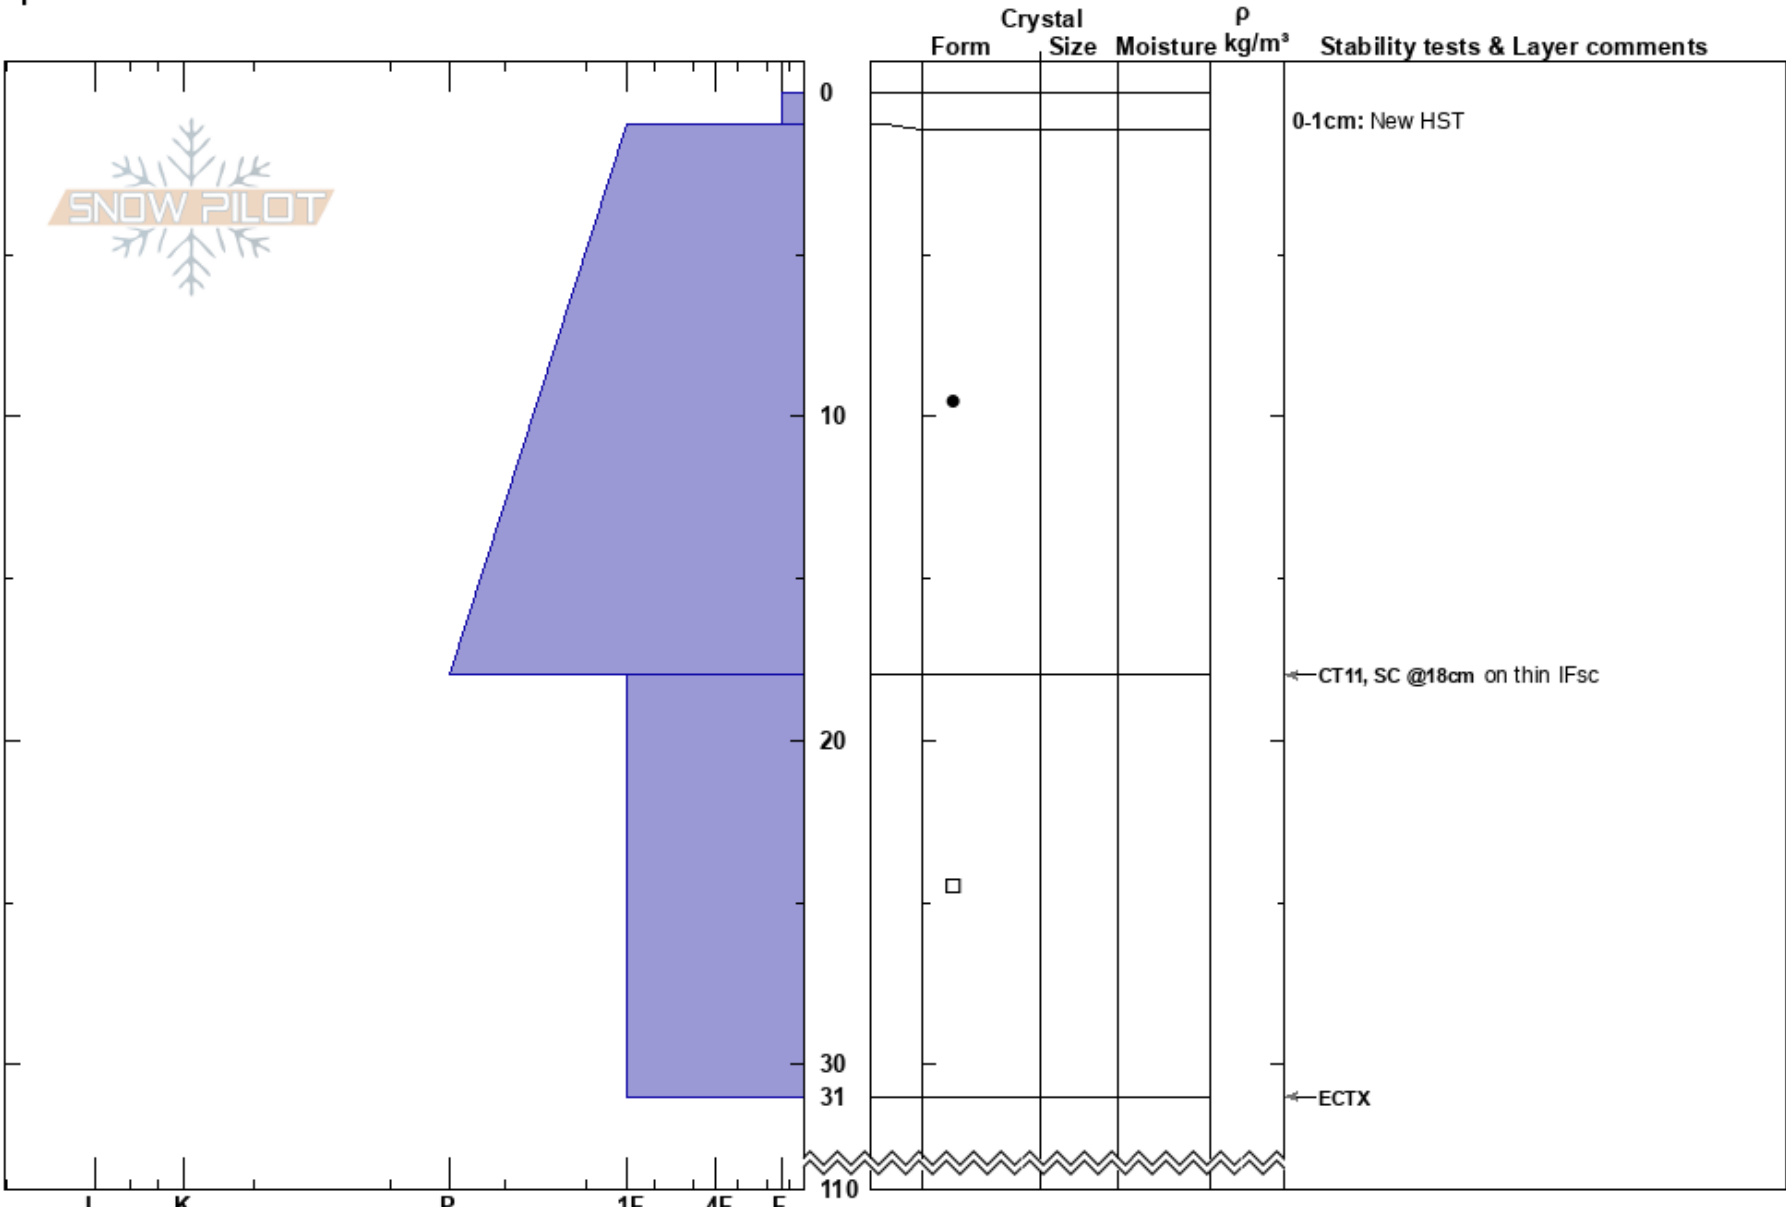 Crystal
ρ
Form Size Moisture kg/m³ Stability tests & Layer comments
0
0-1cm: New HST
SNOW PILOT
10
CT11, SC @18cm on thin IFsc
20
30
31
ECTX
110
I K P 1F 4F F